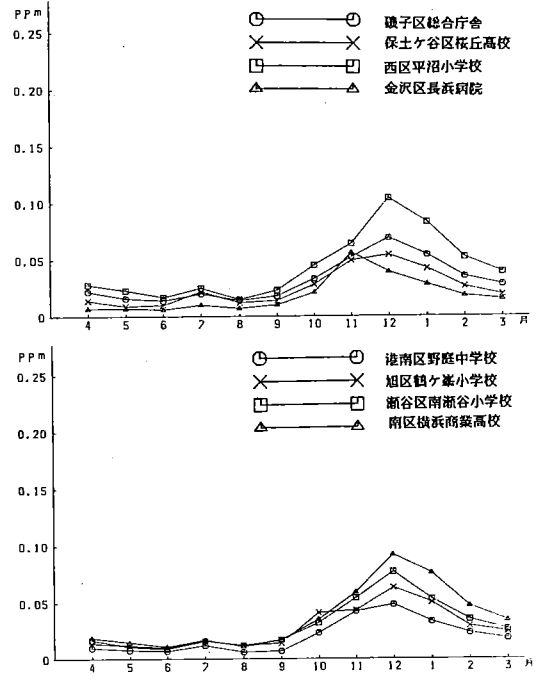 PPm
0.25
0.20
0.15
0.10
0.05
0
4 5 6 7 8 9 10 11 12 1 2 3 月
磯子区総合庁舎
保土ケ谷区桜丘高校
西区平沼小学校
金沢区長浜病院
PPm
0.25
0.20
0.15
0.10
0.05
0
4 5 6 7 8 9 10 11 12 1 2 3 月
港南区野庭中学校
旭区鶴ケ峯小学校
瀬谷区南瀬谷小学校
南区横浜商業高校